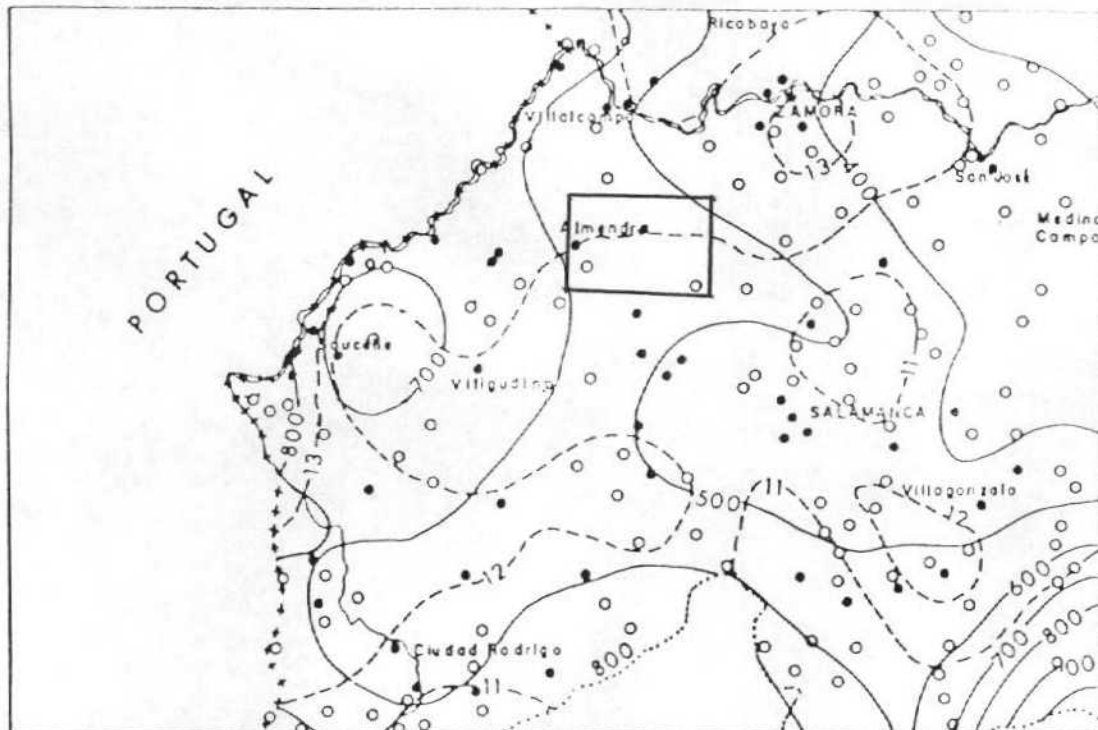 Ricobayo
Villalcampo
ZAMORA
13
400
San José
PORTUGAL
Almendra
Medina
Campo
Saucelle
700
Vitigudino
11
800
13
SALAMANCA
500
11
Villagonzalo
12
12
600
700
800
900
Ciudad Rodrigo
800
11